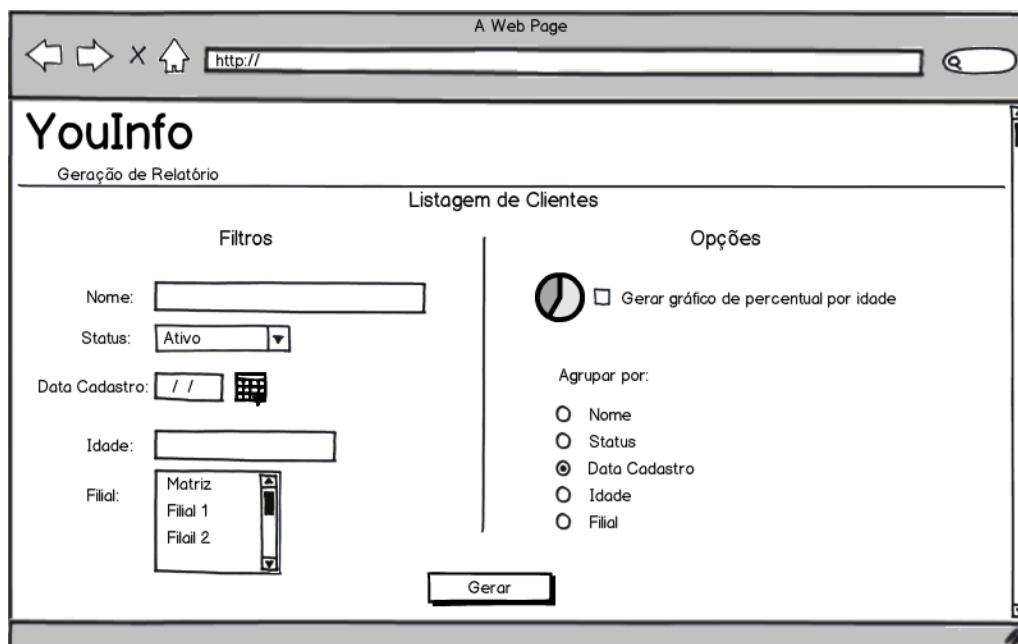 A Web Page
http://
YouInfo
Geração de Relatório
Listagem de Clientes
Filtros
Nome:
Status: Ativo
Data Cadastro: / /
Idade:
Filial: Matriz
Filial 1
Filail 2
Opções
Gerar gráfico de percentual por idade
Agrupar por:
Nome
Status
Data Cadastro
Idade
Filial
Gerar